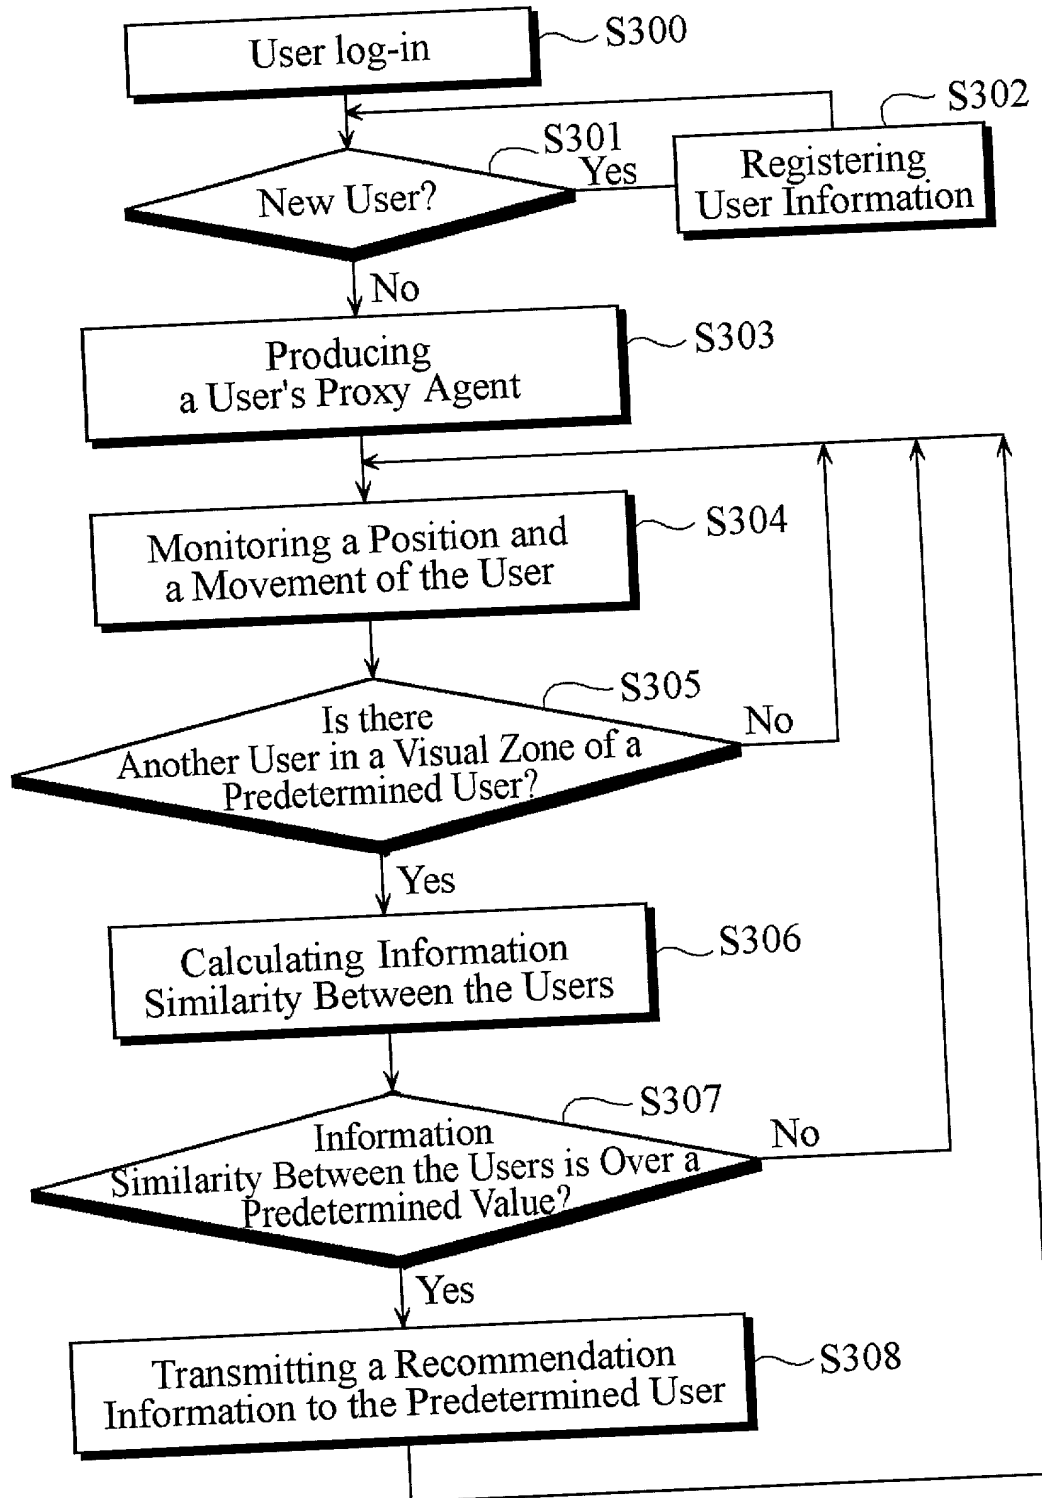 User log-in
S300
S301
New User?
Yes
S302
Registering
User Information
No
S303
Producing
a User's Proxy Agent
S304
Monitoring a Position and
a Movement of the User
S305
Is there
Another User in a Visual Zone of a
Predetermined User?
No
Yes
S306
Calculating Information
Similarity Between the Users
S307
Information
Similarity Between the Users is Over a
Predetermined Value?
No
Yes
S308
Transmitting a Recommendation
Information to the Predetermined User